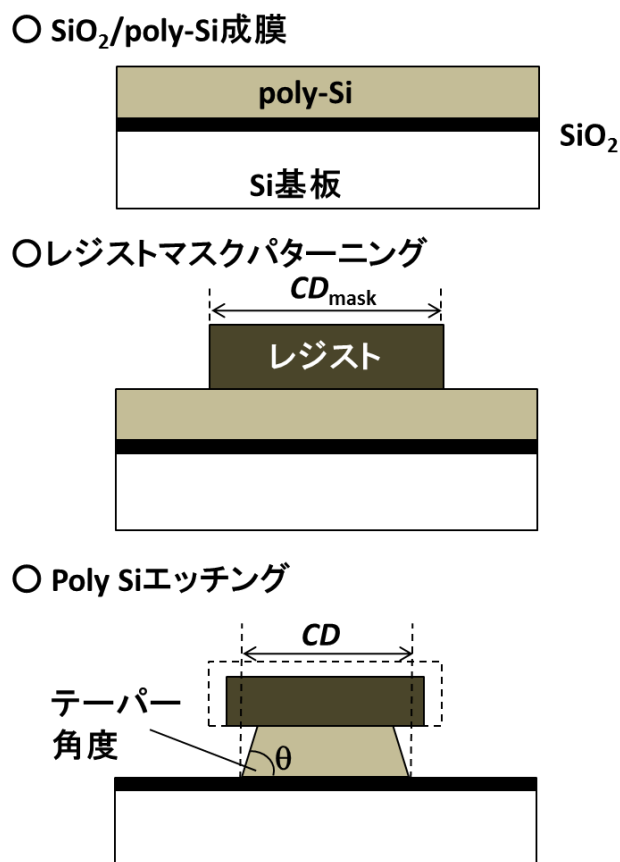 ○ SiO₂/poly-Si成膜
poly-Si
SiO₂
Si基板
○レジストマスクパターニング
CDmask
レジスト
○ Poly Siエッチング
CD
テーパー
角度
θ